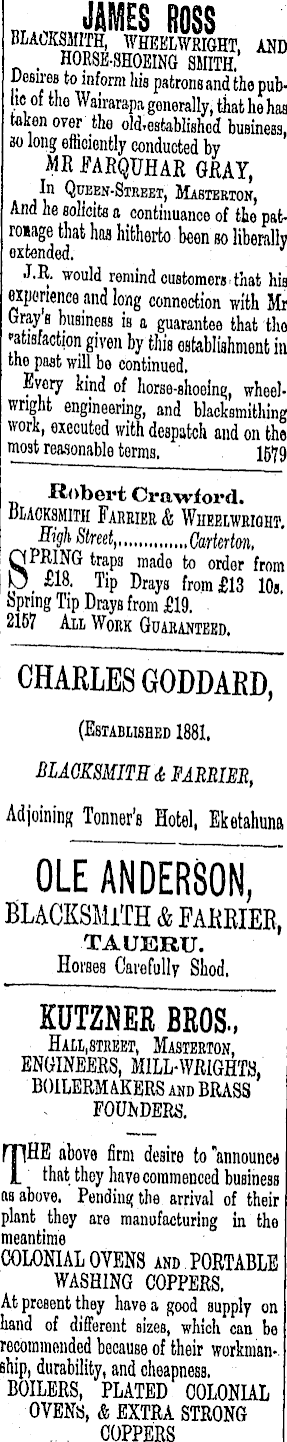 JAMES ROSS
BLACKSMITH, WHEELWRIGHT, AND
HORSE-SHOEING SMITH.
Desires to inform his patrons and the pub-
lic of the Wairarapa generally, that he has
taken over the old-established business,
so long efficiently conducted by
MR FARQUHAR GRAY,
In QUEEN-STREET, MASTERTON,
And he solicits a continuance of the pat-
ronage that has hitherto been so liberally
extended.
J.R. would remind customers that his
experience and long connection with Mr
Gray's business is a guarantee that the
satisfaction given by this establishment in
the past will be continued.
Every kind of horse-shoeing, wheel-
wright engineering, and blacksmithing
work, executed with despatch and on the
most reasonable terms. 1579
Robert Crawford.
BLACKSMITH FARRIER & WHEELWRIGHT.
High Street,..............Carterton,
SPRING traps made to order from
£18. Tip Drays from £13 10s.
Spring Tip Drays from £19.
2157 ALL WORK GUARANTEED.
CHARLES GODDARD,
(ESTABLISHED 1881.
BLACKSMITH & FARRIER,
Adjoining Tonner's Hotel, Eketahuna
OLE ANDERSON,
BLACKSMITH & FARRIER,
TAUERU.
Horses Carefully Shod.
KUTZNER BROS.,
HALL,STREET, MASTERTON,
ENGINEERS, MILL-WRIGHTS,
BOILERMAKERS AND BRASS
FOUNDERS.
THE above firm desire to announce
that they have commenced business
as above. Pending the arrival of their
plant they are manufacturing in the
meantime
COLONIAL OVENS AND PORTABLE
WASHING COPPERS.
At present they have a good supply on
hand of different sizes, which can be
recommended because of their workman-
ship, durability, and cheapness.
BOILERS, PLATED COLONIAL
OVENS, & EXTRA STRONG
COPPERS